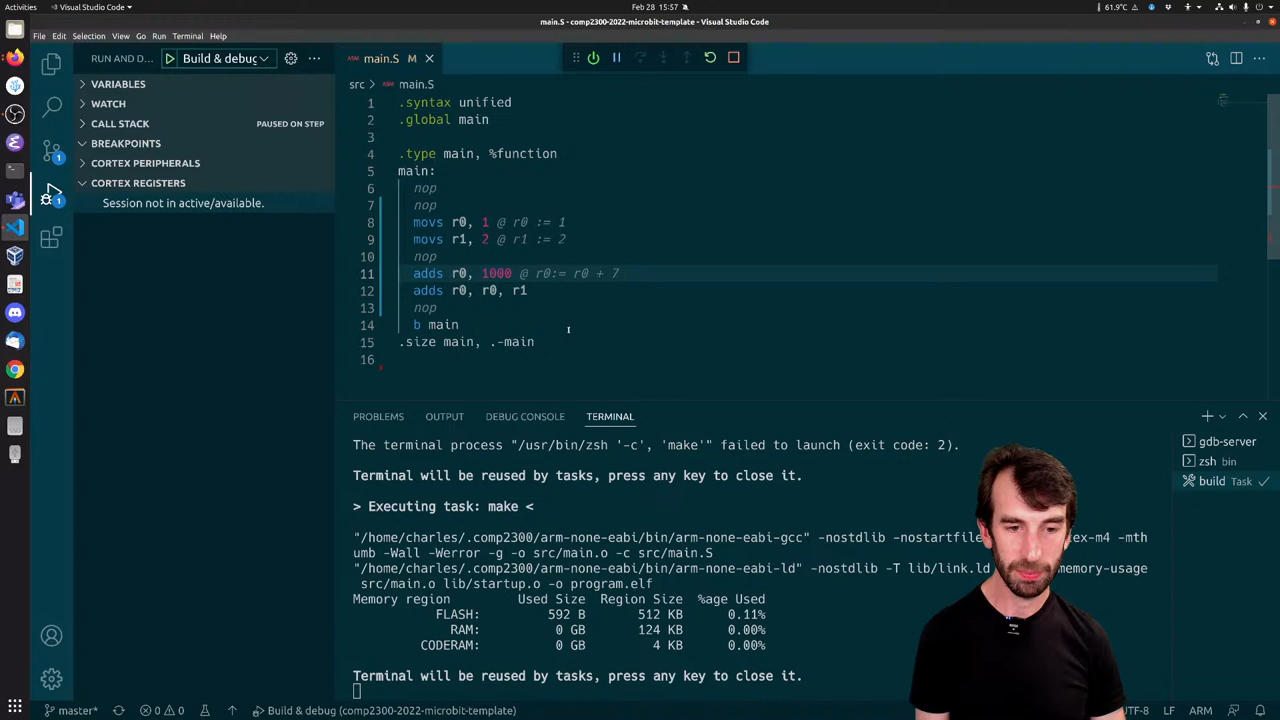 Activities Visual Studio Code Feb 28 15:57 61.9°C
main.S - comp2300-2022-microbit-template - Visual Studio Code
File Edit Selection View Go Run Terminal Help
RUN AND D... Build & debug ...
main.S M
src > main.S
VARIABLES
WATCH
CALL STACK PAUSED ON STEP
BREAKPOINTS
CORTEX PERIPHERALS
CORTEX REGISTERS
Session not in active/available.
1 .syntax unified
2 .global main
3
4 .type main, %function
5 main:
6 nop
7 nop
8 movs r0, 1 @ r0 := 1
9 movs r1, 2 @ r1 := 2
10 nop
11 adds r0, 1000 @ r0:= r0 + 7
12 adds r0, r0, r1
13 nop
14 b main
15 .size main, .-main
16
PROBLEMS OUTPUT DEBUG CONSOLE TERMINAL
The terminal process "/usr/bin/zsh '-c', 'make'" failed to launch (exit code: 2).
Terminal will be reused by tasks, press any key to close it.
> Executing task: make <
"/home/charles/.comp2300/arm-none-eabi/bin/arm-none-eabi-gcc" -nostdlib -nostartfile ex-m4 -mth
umb -Wall -Werror -g -o src/main.o -c src/main.S
"/home/charles/.comp2300/arm-none-eabi/bin/arm-none-eabi-ld" -nostdlib -T lib/link.ld memory-usage
src/main.o lib/startup.o -o program.elf
Memory region Used Size Region Size %age Used
FLASH: 592 B 512 KB 0.11%
RAM: 0 GB 124 KB 0.00%
CODERAM: 0 GB 4 KB 0.00%
Terminal will be reused by tasks, press any key to close it.
gdb-server
zsh bin
build Task
master* 0 0 Build & debug (comp2300-2022-microbit-template) UTF-8 LF ARM